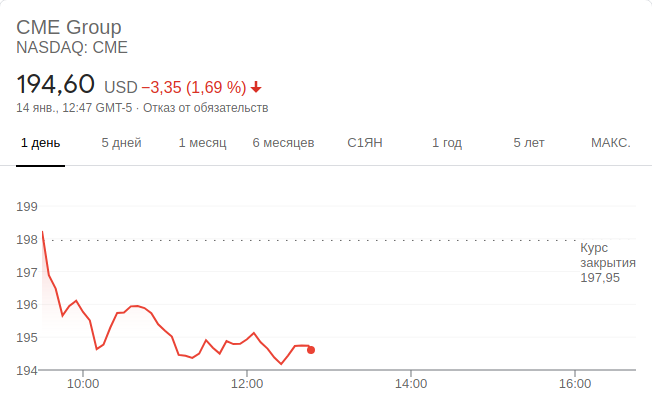 CME Group
NASDAQ: CME
194,60 USD −3,35 (1,69 %)
14 янв., 12:47 GMT-5 · Отказ от обязательств
1 день 5 дней 1 месяц 6 месяцев С1ЯН 1 год 5 лет МАКС.
199
198
197
196
195
194
Курс
закрытия
197,95
10:00 12:00 14:00 16:00